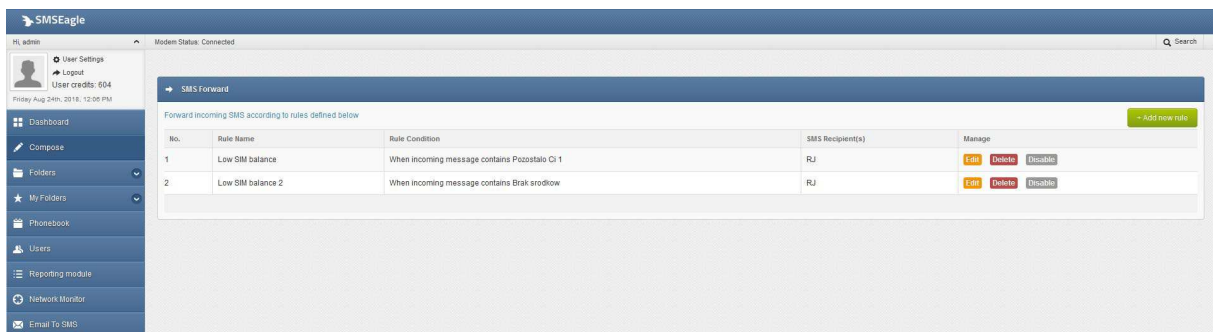 SMSEagle
Hi, admin
Modem Status: Connected
Search
User Settings
Logout
User credits: 604
Friday Aug 24th, 2018, 12:06 PM
Dashboard
Compose
Folders
My Folders
Phonebook
Users
Reporting module
Network Monitor
Email To SMS
SMS Forward
Forward incoming SMS according to rules defined below
+ Add new rule
No. Rule Name Rule Condition SMS Recipient(s) Manage
1 Low SIM balance When incoming message contains Pozostalo Ci 1 RJ Edit Delete Disable
2 Low SIM balance 2 When incoming message contains Brak srodkow RJ Edit Delete Disable